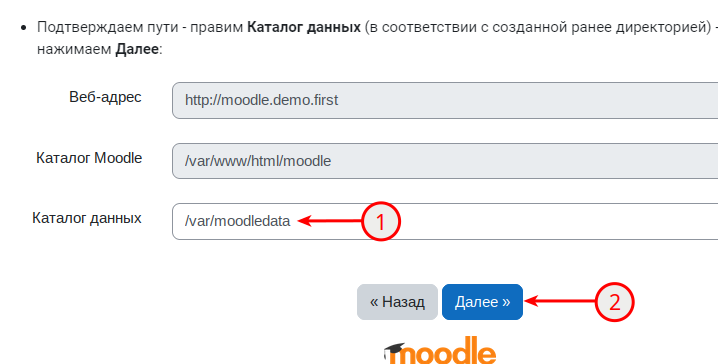 Подтверждаем пути - правим Каталог данных (в соответствии с созданной ранее директорией) -
нажимаем Далее:
Веб-адрес
http://moodle.demo.first
Каталог Moodle
/var/www/html/moodle
Каталог данных
/var/moodledata
1
« Назад
Далее »
2
moodle